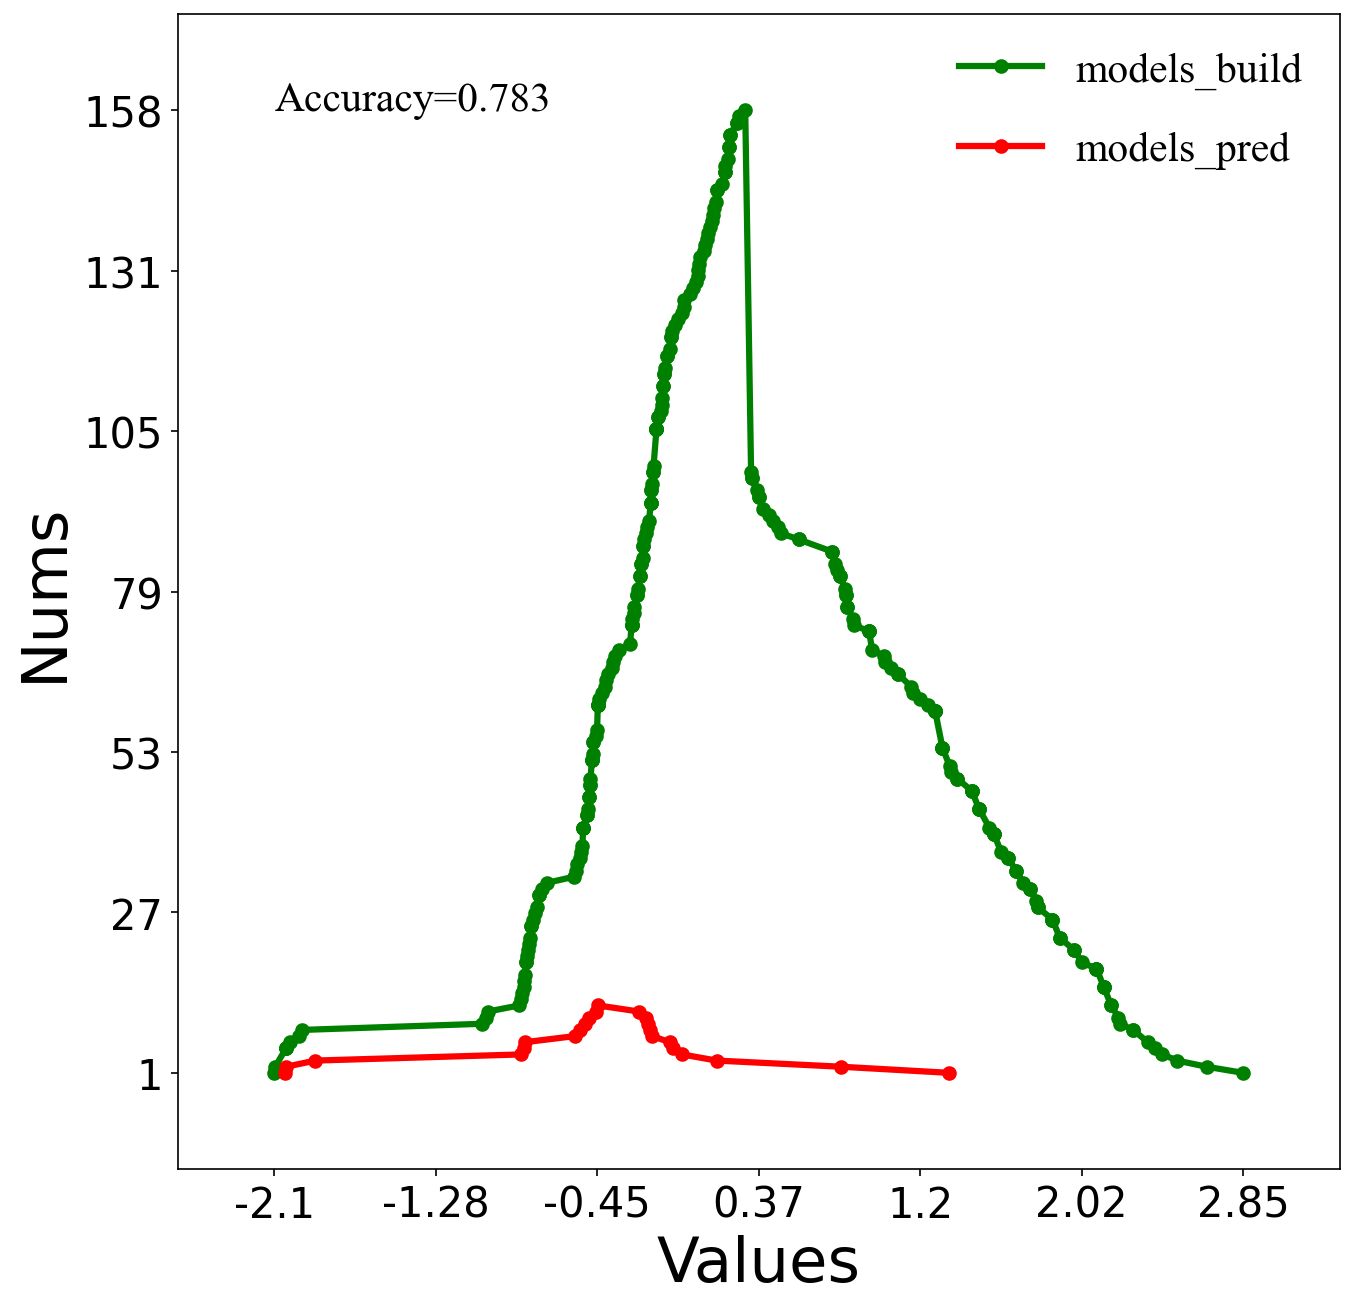 Accuracy=0.783
models_build
models_pred
158
131
105
79
53
27
1
Nums
-2.1 -1.28 -0.45 0.37 1.2 2.02 2.85
Values